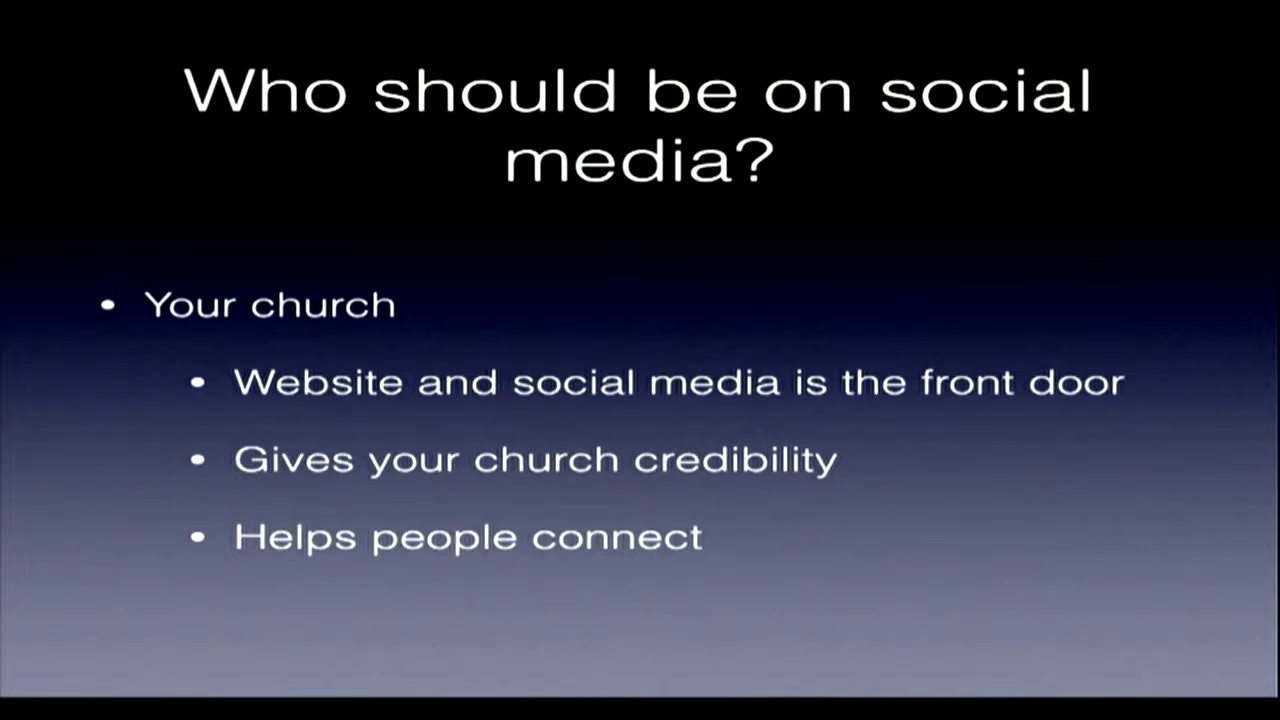 Who should be on social
media?
• Your church
• Website and social media is the front door
• Gives your church credibility
• Helps people connect